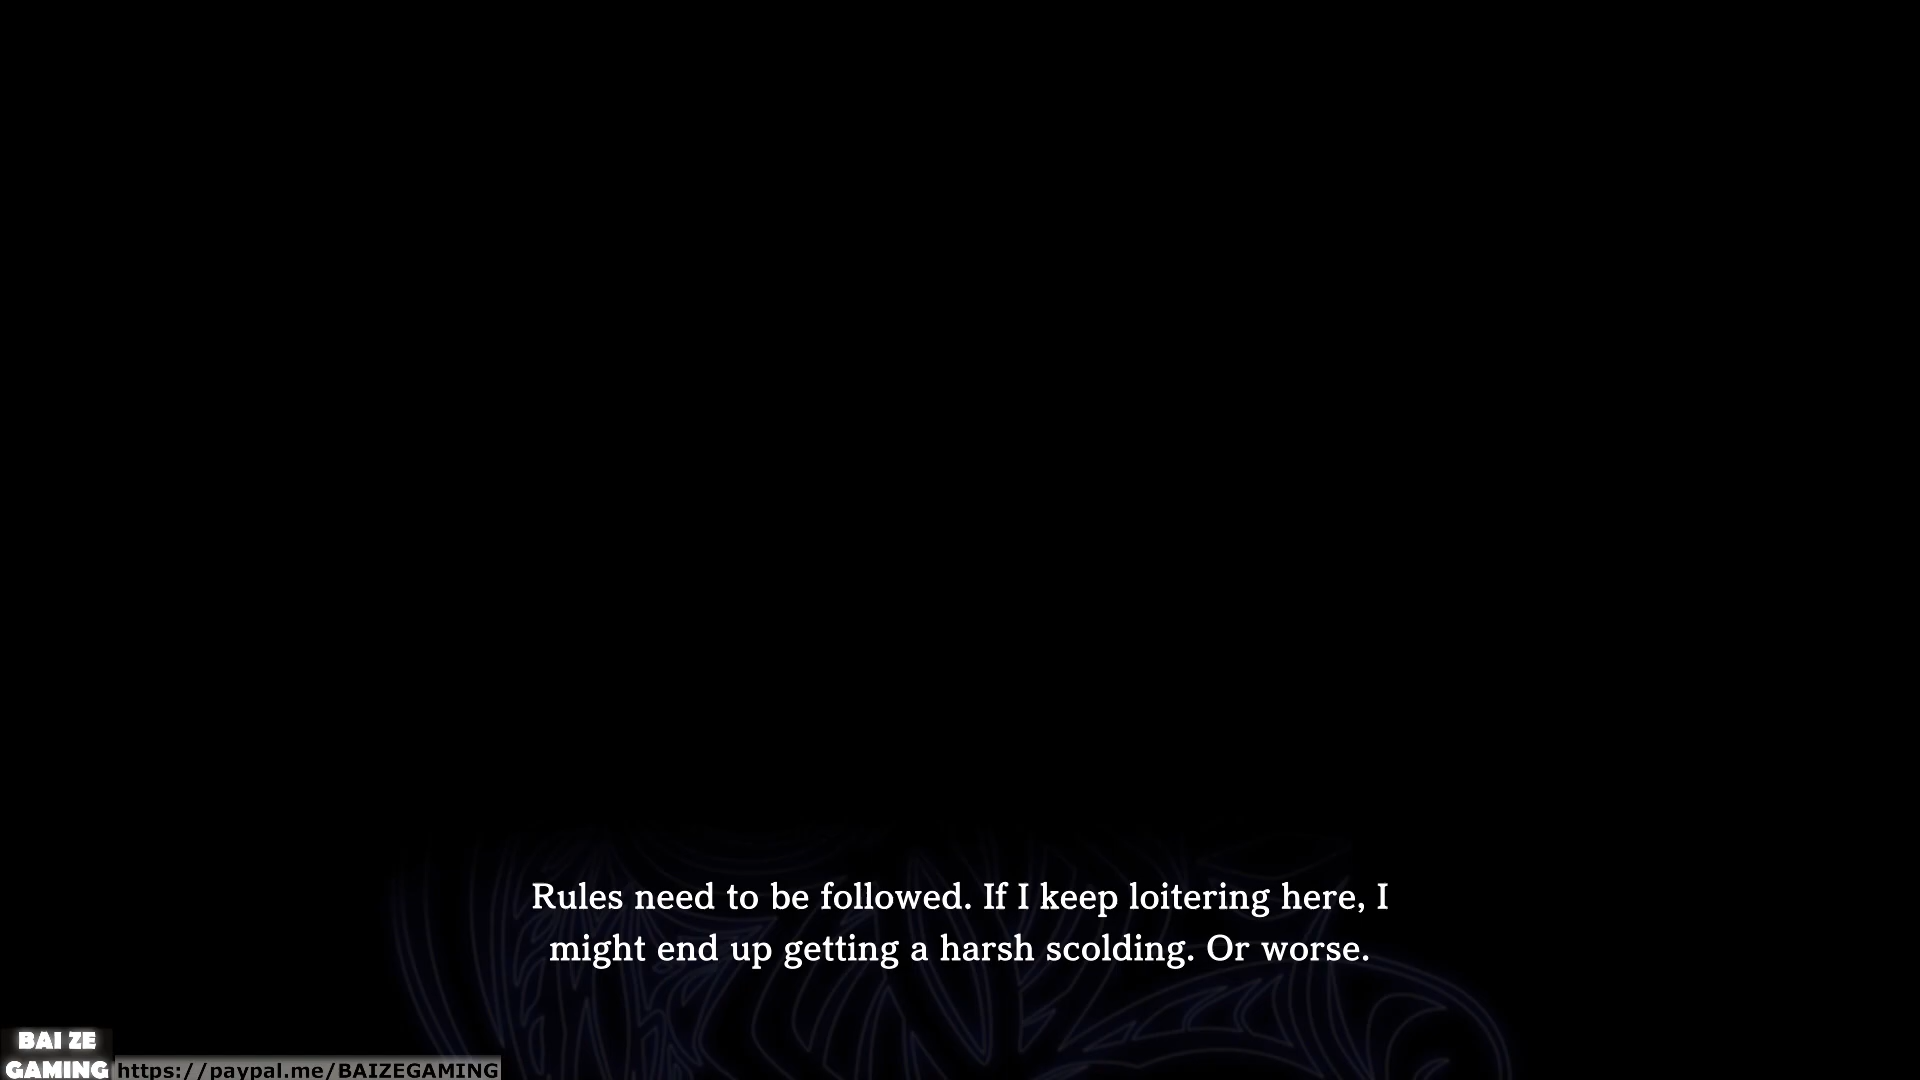 Rules need to be followed. If I keep loitering here, I
might end up getting a harsh scolding. Or worse.
BAI ZE
GAMING
https://paypal.me/BAIZEGAMING